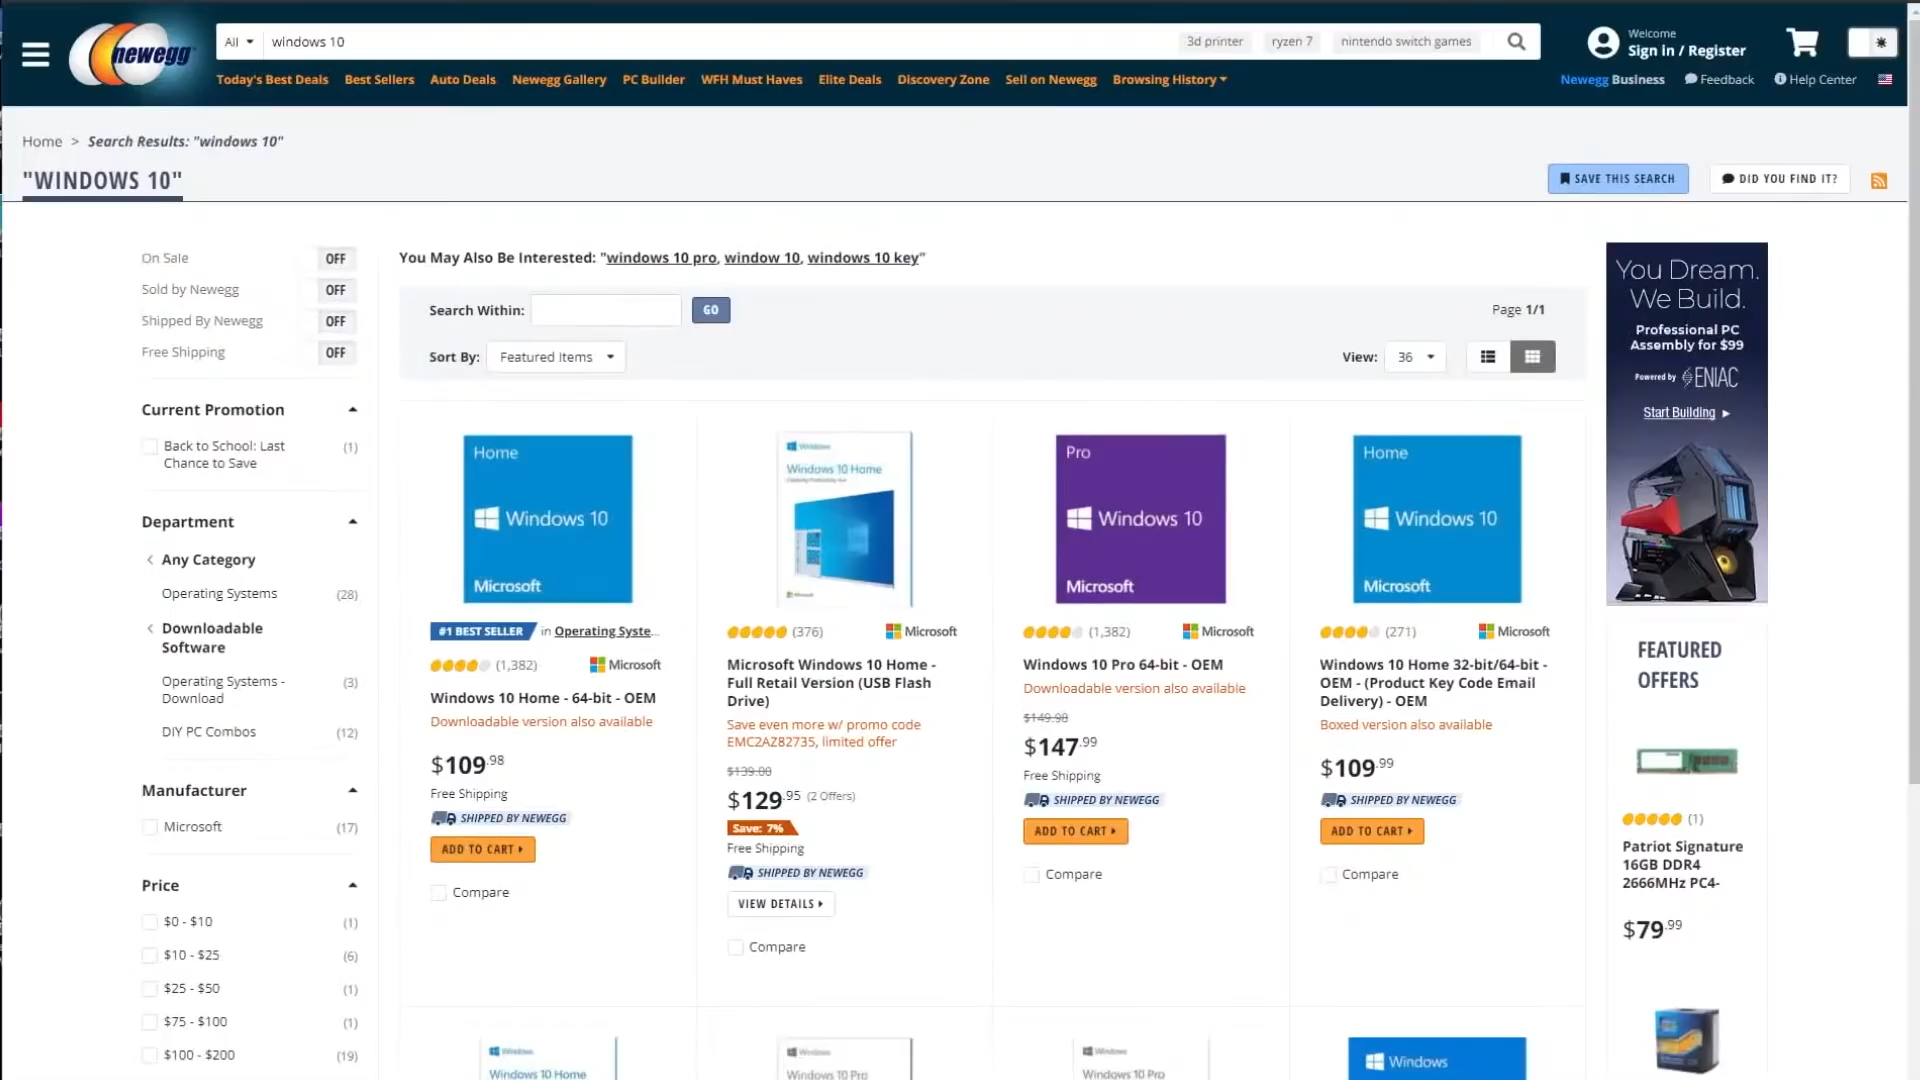 newegg
All
windows 10
3d printer
ryzen 7
nintendo switch games
Welcome
Sign in / Register
Today's Best Deals
Best Sellers
Auto Deals
Newegg Gallery
PC Builder
WFH Must Haves
Elite Deals
Discovery Zone
Sell on Newegg
Browsing History
Newegg Business
Feedback
Help Center
Home > Search Results: "windows 10"
"WINDOWS 10"
SAVE THIS SEARCH
DID YOU FIND IT?
On Sale OFF
Sold by Newegg OFF
Shipped By Newegg OFF
Free Shipping OFF
Current Promotion
Back to School: Last (1)
Chance to Save
Department
Any Category
Operating Systems (28)
Downloadable
Software
Operating Systems - (3)
Download
DIY PC Combos (12)
Manufacturer
Microsoft (17)
Price
$0 - $10 (1)
$10 - $25 (6)
$25 - $50 (1)
$75 - $100 (1)
$100 - $200 (19)
You May Also Be Interested: "windows 10 pro, window 10, windows 10 key"
Search Within: GO
Page 1/1
Sort By: Featured Items
View: 36
Home
Windows 10
Microsoft
#1 BEST SELLER in Operating Syste...
(1,382) Microsoft
Windows 10 Home - 64-bit - OEM
Downloadable version also available
$109.98
Free Shipping
SHIPPED BY NEWEGG
ADD TO CART
Compare
Windows
Windows 10 Home
Microsoft
(376) Microsoft
Microsoft Windows 10 Home -
Full Retail Version (USB Flash
Drive)
Save even more w/ promo code
EMC2AZ82735, limited offer
$139.00
$129.95 (2 Offers)
Save: 7%
Free Shipping
SHIPPED BY NEWEGG
VIEW DETAILS
Compare
Pro
Windows 10
Microsoft
(1,382) Microsoft
Windows 10 Pro 64-bit - OEM
Downloadable version also available
$149.98
$147.99
Free Shipping
SHIPPED BY NEWEGG
ADD TO CART
Compare
Home
Windows 10
Microsoft
(271) Microsoft
Windows 10 Home 32-bit/64-bit -
OEM - (Product Key Code Email
Delivery) - OEM
Boxed version also available
$109.99
SHIPPED BY NEWEGG
ADD TO CART
Compare
Windows
Windows 10 Home
Windows
Windows 10 Pro
Windows
Windows 10 Pro
Windows
You Dream.
We Build.
Professional PC
Assembly for $99
Powered by ENIAC
Start Building
FEATURED
OFFERS
(1)
Patriot Signature
16GB DDR4
2666MHz PC4-
$79.99